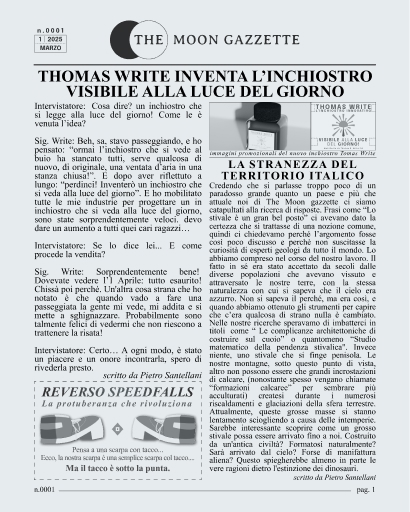 n.0001
1 2025
MARZO
THE MOON GAZZETTE
THOMAS WRITE INVENTA L'INCHIOSTRO
VISIBILE ALLA LUCE DEL GIORNO
Intervistatore: Cosa dire? un inchiostro che
si legge alla luce del giorno! Come le è
venuta l'idea?
Sig. Write: Beh, sa, stavo passeggiando, e ho
pensato: "ormai l'inchiostro che si vede al
buio ha stancato tutti, serve qualcosa di
nuovo, di originale, una ventata d'aria in una
stanza chiusa!". E dopo aver riflettuto a
lungo: "perdinci! Inventerò un inchiostro che
si veda alla luce del giorno". E ho mobilitato
tutte le mie industrie per progettare un in
inchiostro che si veda alla luce del giorno,
sono state sorprendentemente veloci. devo
dare un aumento a tutti quei cari ragazzi…
Intervistatore: Se lo dice lei... E come
procede la vendita?
Sig. Write: Sorprendentemente bene!
Dovevate vedere l'1 Aprile: tutto esaurito!
Chissà poi perché. Un'altra cosa strana che ho
notato è che quando vado a fare una
passeggiata la gente mi vede, mi addita e si
mette a sghignazzare. Probabilmente sono
talmente felici di vedermi che non riescono a
trattenere la risata!
Intervistatore: Certo… A ogni modo, è stato
un piacere e un onore incontrarla, spero di
rivederla presto.
scritto da Pietro Santellani
REVERSO SPEEDFALLS
La protuberanza che rivoluziona
Pensa a una scarpa con tacco...
Ecco, la nostra scarpa è una semplice scarpa col tacco...
Ma il tacco è sotto la punta.
THOMAS WRITE
VISIBILE ALLA LUCE
DEL GIORNO!
immagini promozionali del nuovo inchiostro Tomas Write
LA STRANEZZA DEL
TERRITORIO ITALICO
Credendo che si parlasse troppo poco di un
paradosso grande quanto un paese e più che
attuale noi di The Moon gazzette ci siamo
catapultati alla ricerca di risposte. Frasi come "Lo
stivale è un gran bel posto" ci avevano dato la
certezza che si trattasse di una nozione comune,
quindi ci chiedevamo perché l'argomento fosse
così poco discusso e perché non suscitasse la
curiosità di esperti geologi da tutto il mondo. Lo
abbiamo compreso nel corso del nostro lavoro. Il
fatto in sé era stato accettato da secoli dalle
diverse popolazioni che avevano vissuto e
attraversato le nostre terre, con la stessa
naturalezza con cui si sapeva che il cielo era
azzurro. Non si sapeva il perché, ma era così, e
quando abbiamo ottenuto gli strumenti per capire
che c'era qualcosa di strano nulla è cambiato.
Nelle nostre ricerche speravamo di imbatterci in
titoli come " Le complicanze architettoniche di
costruire sul cuoio" o quantomeno "Studio
matematico della pendenza stivalica". Invece
niente, uno stivale che si finge penisola. Le
nostre montagne, sotto questo punto di vista,
altro non possono essere che grandi incrostazioni
di calcare, (nonostante spesso vengano chiamate
"formazioni calcaree" per sembrare più
acculturati) createsi durante i numerosi
riscaldamenti e glaciazioni della sfera terrestre.
Attualmente, queste grosse masse si stanno
lentamento sciogliendo a causa delle intemperie.
Sarebbe interessante scoprire come un grosso
stivale possa essere arrivato fino a noi. Costruito
da un'antica civiltà? Formatosi naturalmente?
Sarà arrivato dal cielo? Forse di manifattura
aliena? Questo spiegherebbe almeno in parte le
vere ragioni dietro l'estinzione dei dinosauri.
scritto da Pietro Santellani
n.0001
pag. 1